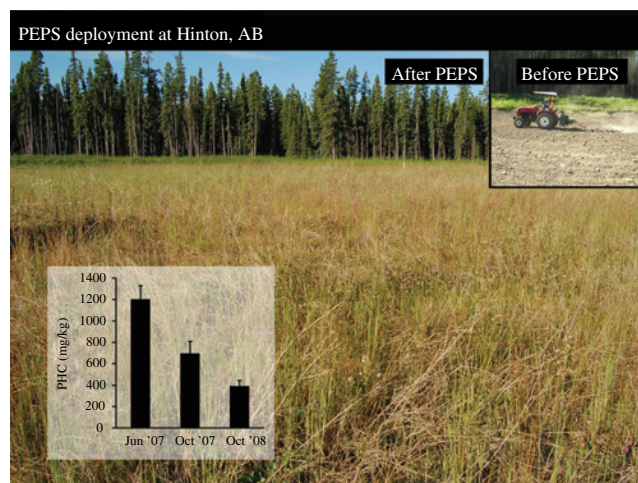 PEPS deployment at Hinton, AB
After PEPS
Before PEPS
1400
1200
1000
800
600
400
200
0
PHC (mg/kg)
Jun '07
Oct '07
Oct '08